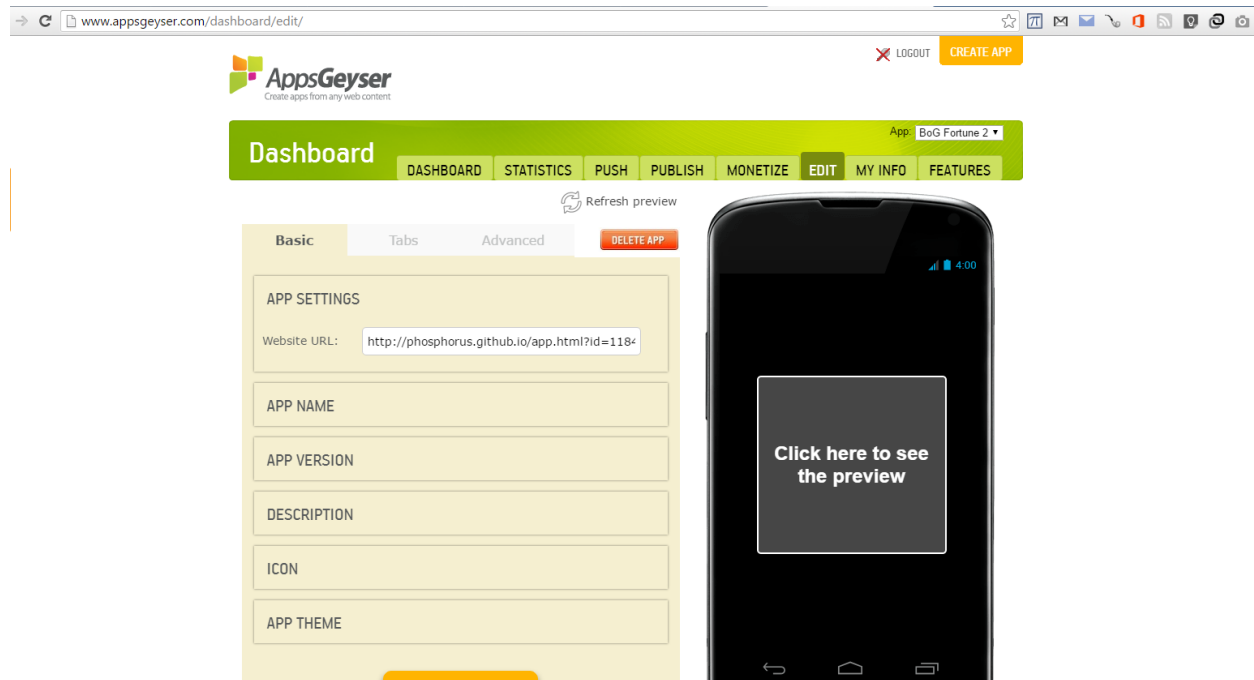 www.appsgeyser.com/dashboard/edit/
LOGOUT
CREATE APP
AppsGeyser
Create apps from any web content
App: BoG Fortune 2
Dashboard
DASHBOARD STATISTICS PUSH PUBLISH MONETIZE EDIT MY INFO FEATURES
Refresh preview
Basic Tabs Advanced DELETE APP
4:00
APP SETTINGS
Website URL: http://phosphorus.github.io/app.html?id=1184
APP NAME
APP VERSION
DESCRIPTION
ICON
APP THEME
Click here to see
the preview